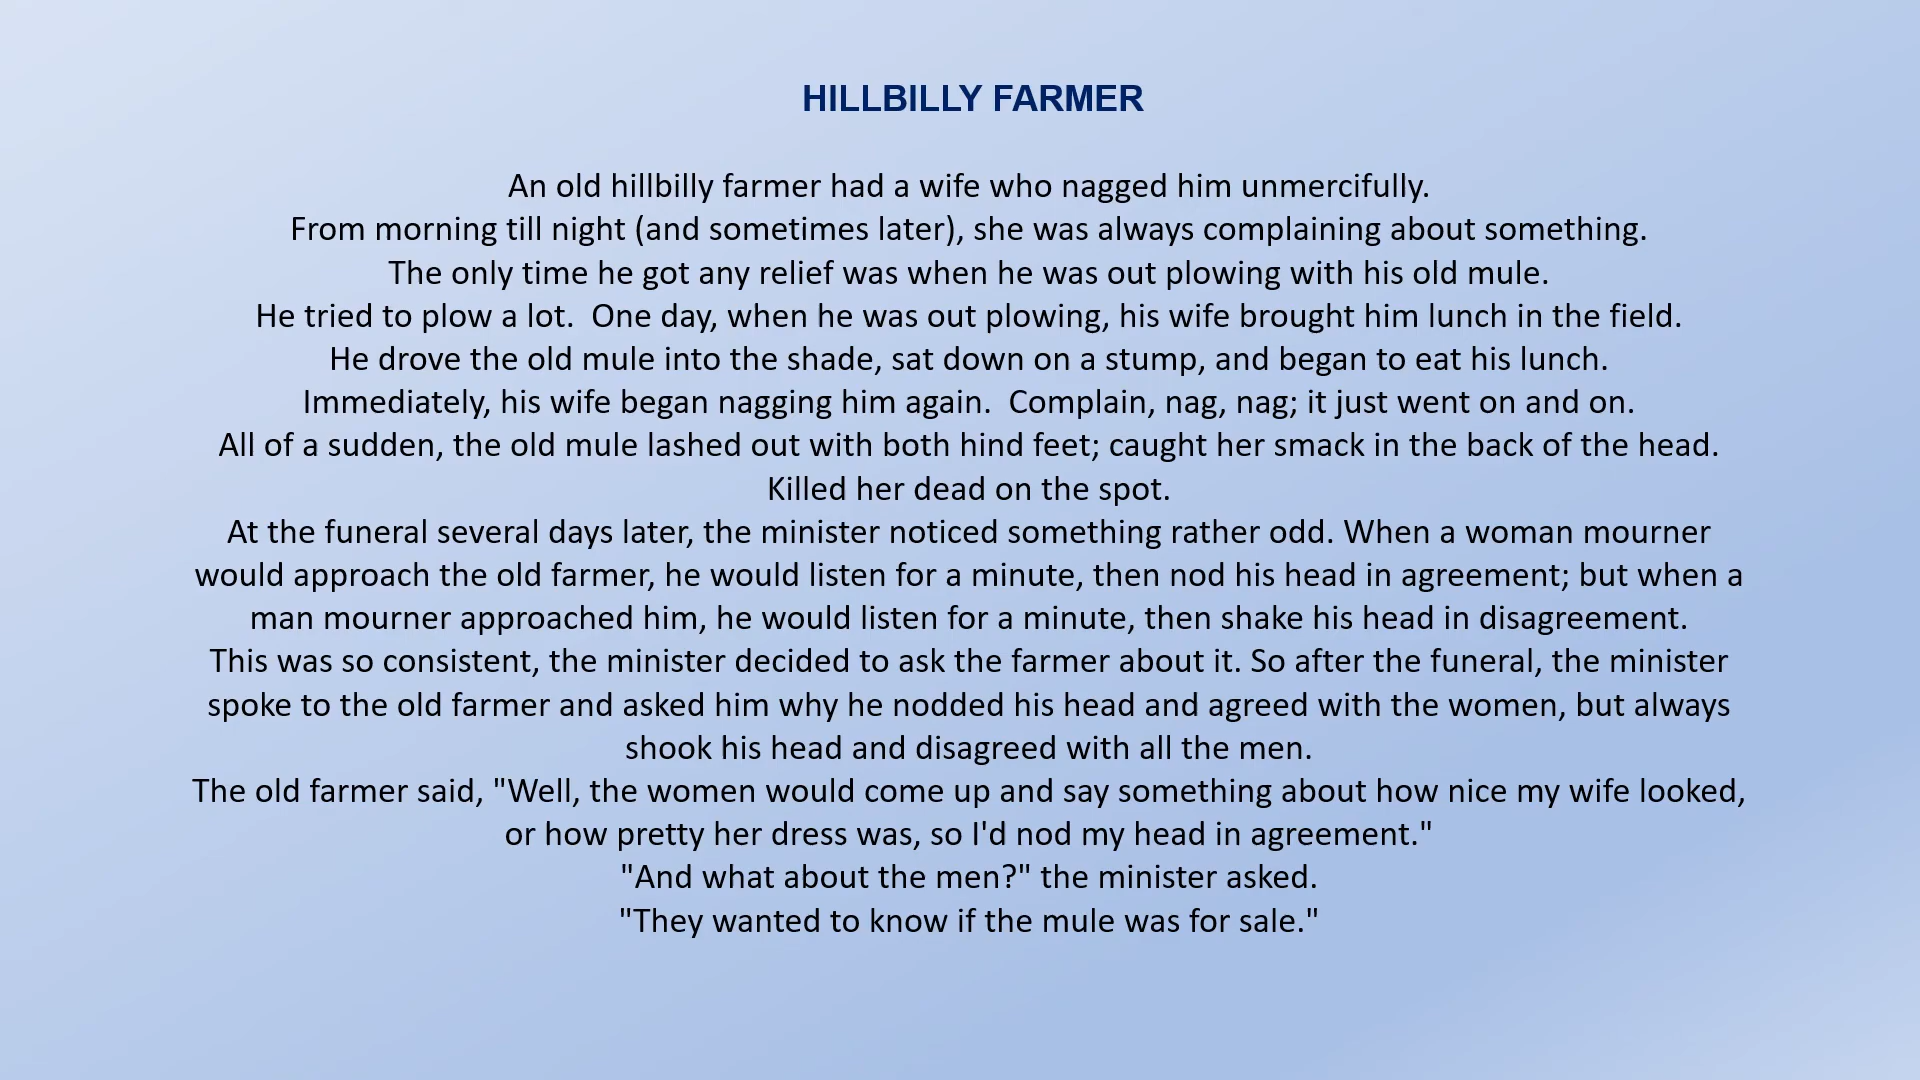 HILLBILLY FARMER
An old hillbilly farmer had a wife who nagged him unmercifully.
From morning till night (and sometimes later), she was always complaining about something.
The only time he got any relief was when he was out plowing with his old mule.
He tried to plow a lot.  One day, when he was out plowing, his wife brought him lunch in the field.
He drove the old mule into the shade, sat down on a stump, and began to eat his lunch.
Immediately, his wife began nagging him again.  Complain, nag, nag; it just went on and on.
All of a sudden, the old mule lashed out with both hind feet; caught her smack in the back of the head.
Killed her dead on the spot.
At the funeral several days later, the minister noticed something rather odd. When a woman mourner
would approach the old farmer, he would listen for a minute, then nod his head in agreement; but when a
man mourner approached him, he would listen for a minute, then shake his head in disagreement.
This was so consistent, the minister decided to ask the farmer about it. So after the funeral, the minister
spoke to the old farmer and asked him why he nodded his head and agreed with the women, but always
shook his head and disagreed with all the men.
The old farmer said, "Well, the women would come up and say something about how nice my wife looked,
or how pretty her dress was, so I'd nod my head in agreement."
"And what about the men?" the minister asked.
"They wanted to know if the mule was for sale."